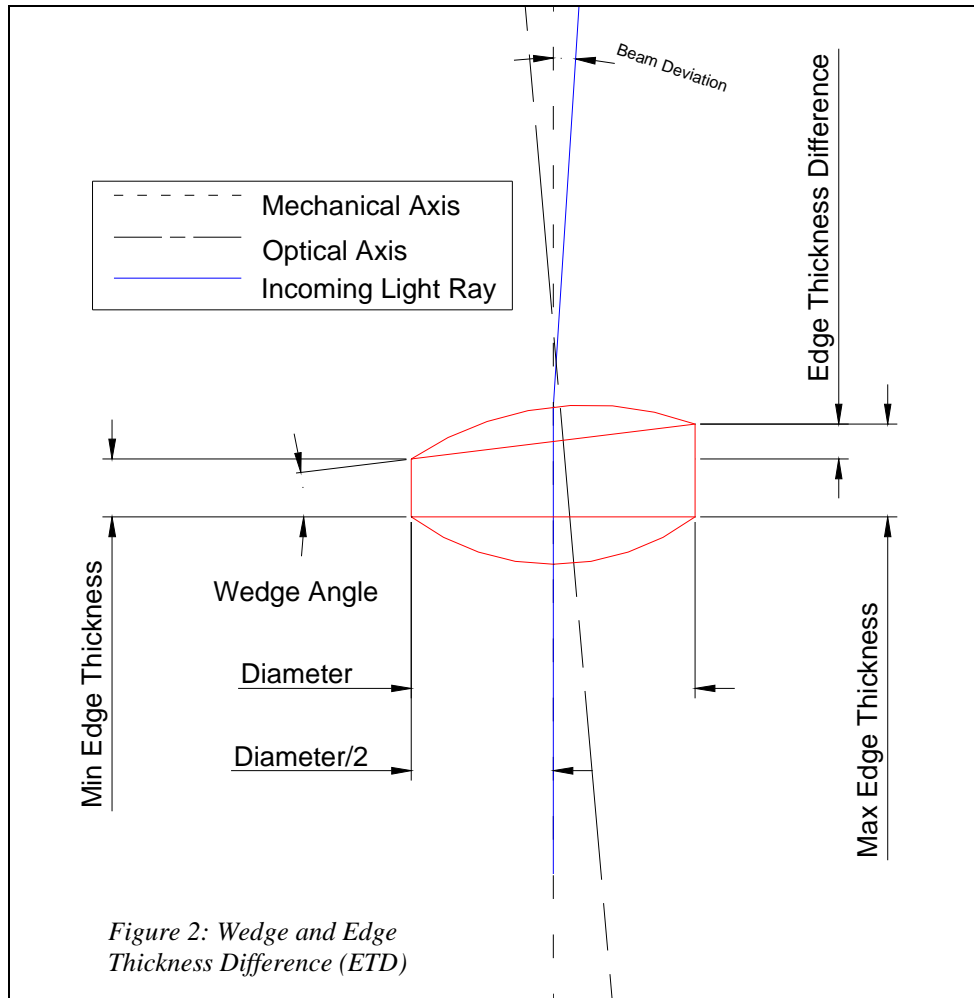 Beam Deviation
Edge Thickness Difference
Mechanical Axis
Optical Axis
Incoming Light Ray
Min Edge Thickness
Wedge Angle
Max Edge Thickness
Diameter
Diameter/2
Figure 2: Wedge and Edge
Thickness Difference (ETD)